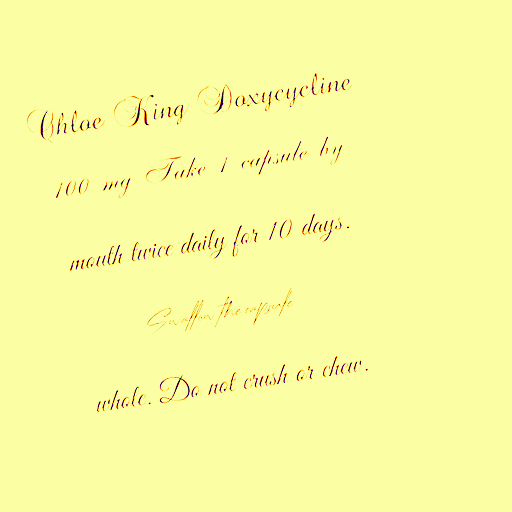 Chloe King Doxycycline
100 mg Take 1 capsule by
mouth twice daily for 10 days.
Swallow the capsule
whole. Do not crush or chew.